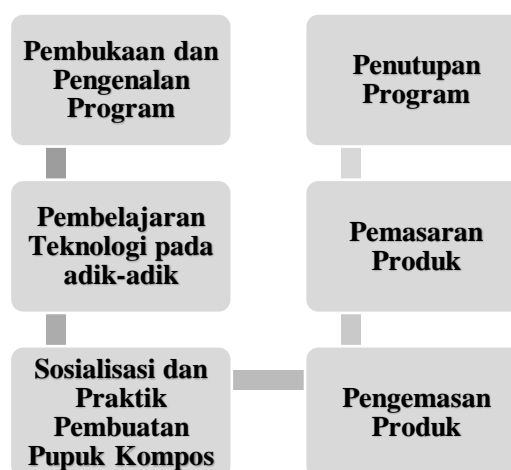 Pembukaan dan
Pengenalan
Program
Pembelajaran
Teknologi pada
adik-adik
Sosialisasi dan
Praktik
Pembuatan
Pupuk Kompos
Pengemasan
Produk
Pemasaran
Produk
Penutupan
Program